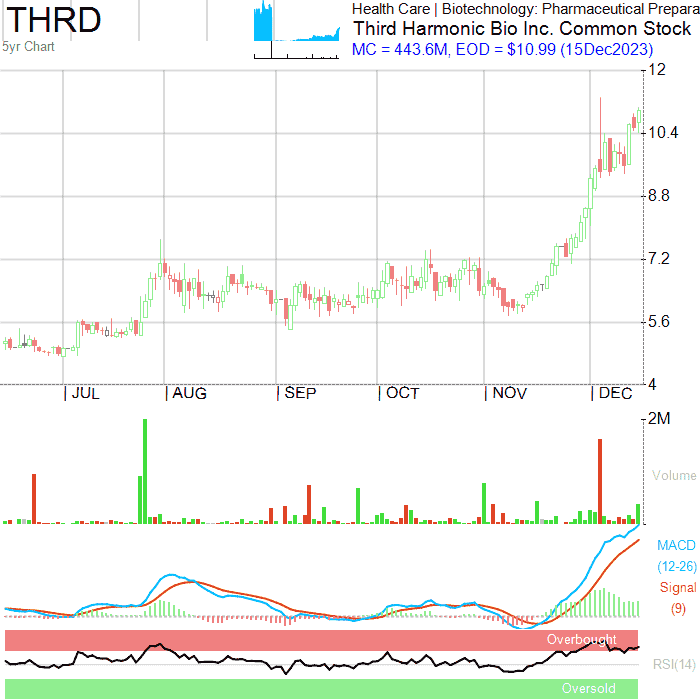 THRD
Health Care | Biotechnology: Pharmaceutical Prepara
Third Harmonic Bio Inc. Common Stock
5yr Chart
MC = 443.6M, EOD = $10.99 (15Dec2023)
12
10.4
8.8
7.2
5.6
4
| JUL
| AUG
| SEP
| OCT
| NOV
| DEC
2M
Volume
MACD
(12-26)
Signal
(9)
Overbought
RSI(14)
Oversold